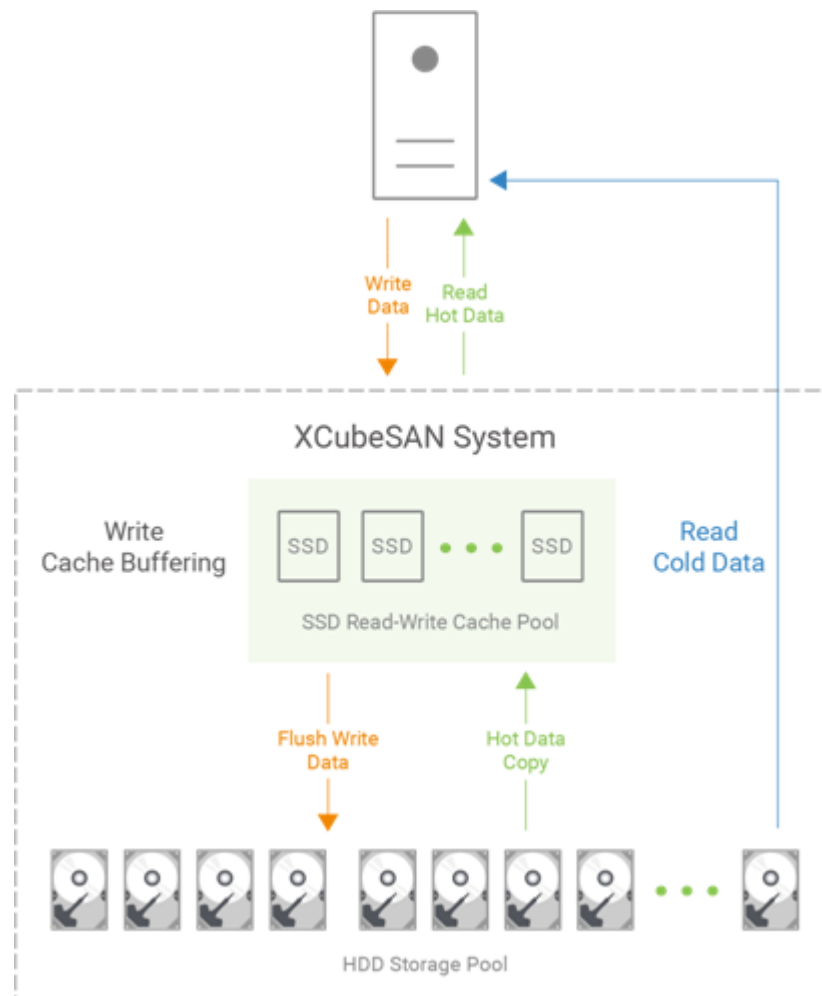 Write
Data
Read
Hot Data
XCubeSAN System
Write
Cache Buffering
SSD
SSD
SSD
Read
Cold Data
SSD Read-Write Cache Pool
Flush Write
Data
Hot Data
Copy
HDD Storage Pool